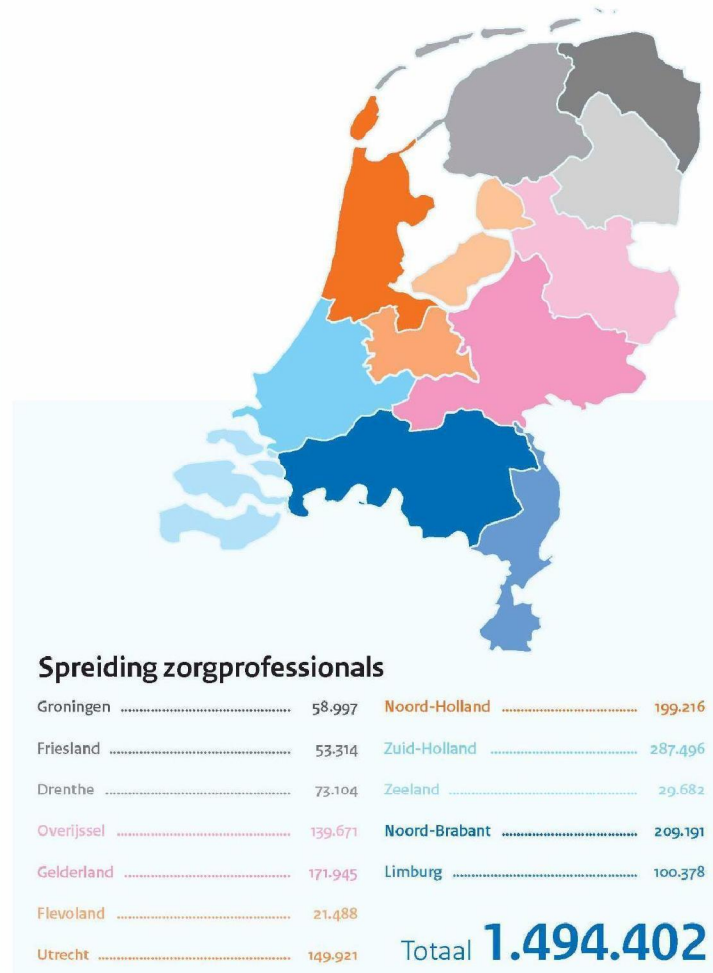 Spreiding zorgprofessionals
Groningen 58.997
Friesland 53.314
Drenthe 73.104
Overijssel 139.671
Gelderland 171.945
Flevoland 21.488
Utrecht 149.921
Noord-Holland 199.216
Zuid-Holland 287.496
Zeeland 29.682
Noord-Brabant 209.191
Limburg 100.378
Totaal 1.494.402